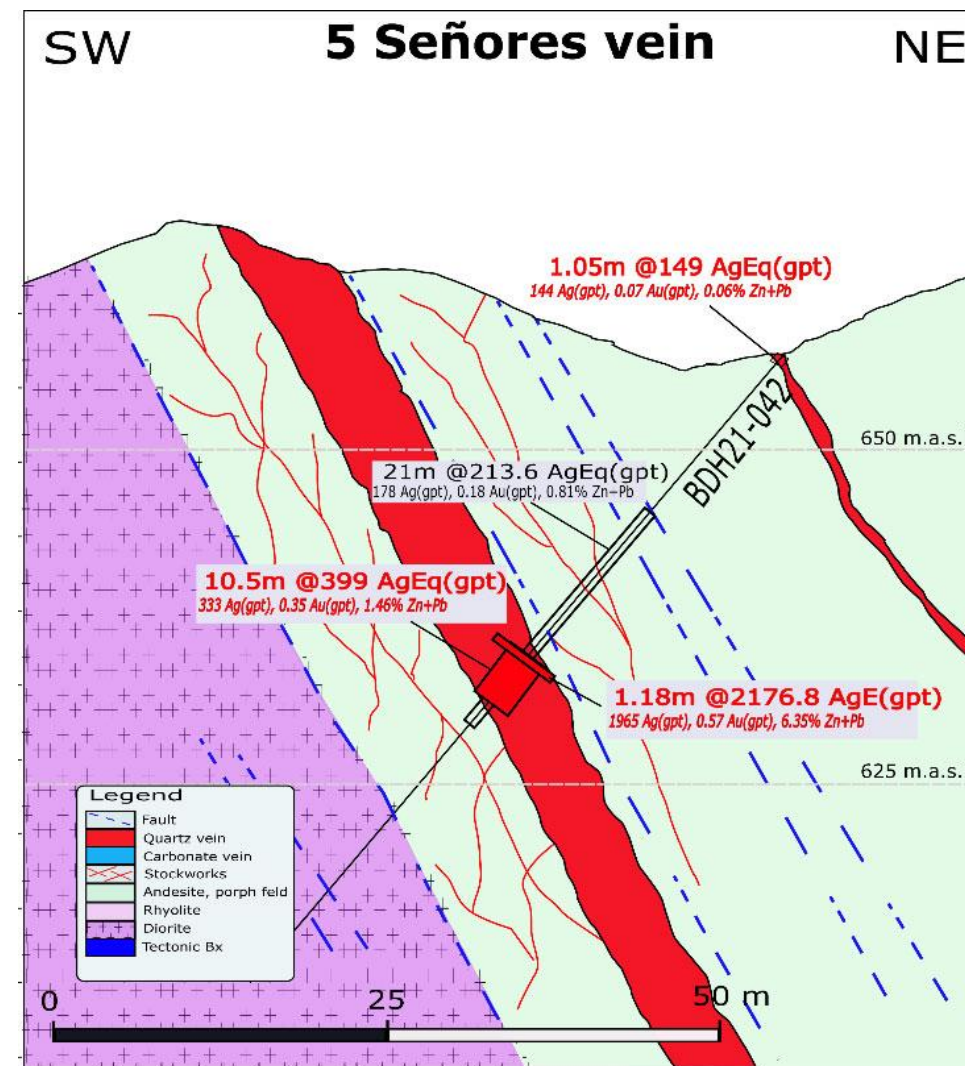 SW
5 Señores vein
NE
1.05m @149 AgEq(gpt)
144 Ag(gpt), 0.07 Au(gpt), 0.06% Zn+Pb
BDH21-042
650 m.a.s.
21m @213.6 AgEq(gpt)
178 Ag(gpt), 0.18 Au(gpt), 0.81% Zn-Pb
10.5m @399 AgEq(gpt)
333 Ag(gpt), 0.35 Au(gpt), 1.46% Zn+Pb
1.18m @2176.8 AgE(gpt)
1965 Ag(gpt), 0.57 Au(gpt), 6.35% Zn+Pb
625 m.a.s.
Legend
Fault
Quartz vein
Carbonate vein
Stockworks
Andesite, porph feld
Rhyolite
Diorite
Tectonic Bx
0
25
50 m